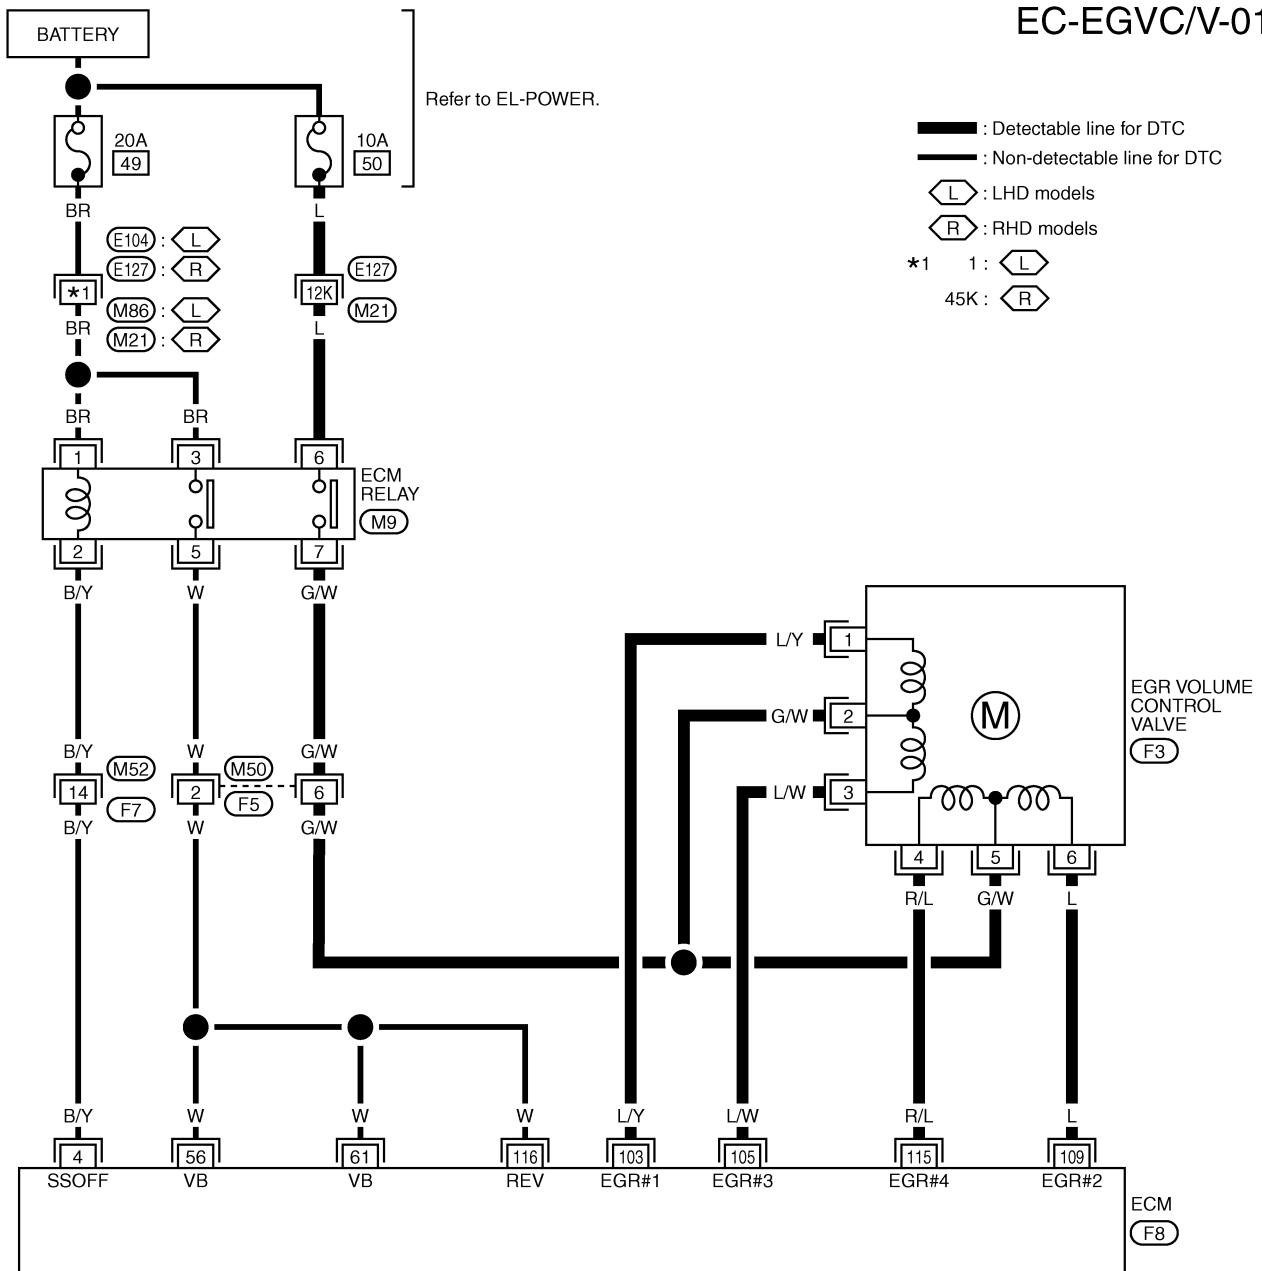 EC-EGVC/V-01
BATTERY
Refer to EL-POWER.
20A
49
10A
50
: Detectable line for DTC
: Non-detectable line for DTC
L : LHD models
R : RHD models
*1 1 : L
45K : R
BR
L
E104 : L
E127 : R
*1
M86 : L
M21 : R
12K
E127
M21
BR
L
BR
BR
1
3
6
ECM
RELAY
M9
2
5
7
B/Y
W
G/W
L/Y
1
G/W
2
L/W
3
M
EGR VOLUME
CONTROL
VALVE
F3
B/Y
W
G/W
14
M52
F7
2
M50
F5
6
B/Y
W
G/W
4
5
6
R/L
G/W
L
B/Y
W
W
W
L/Y
L/W
R/L
L
4
56
61
116
103
105
115
109
SSOFF
VB
VB
REV
EGR#1
EGR#3
EGR#4
EGR#2
ECM
F8